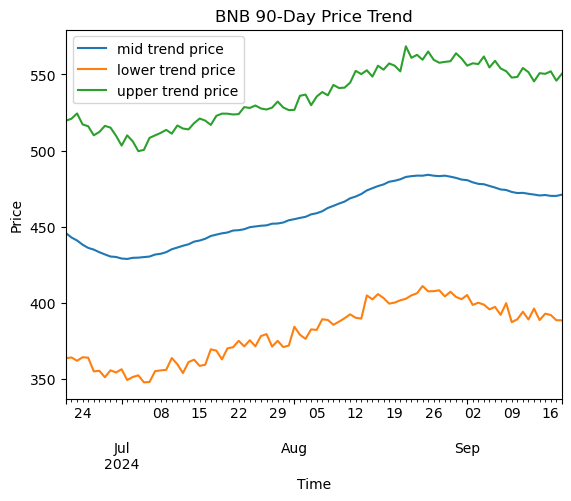 BNB 90-Day Price Trend
mid trend price
lower trend price
upper trend price
Price
550
500
450
400
350
24 08 15 22 29 05 12 19 26 02 09 16
Jul Aug Sep
2024
Time